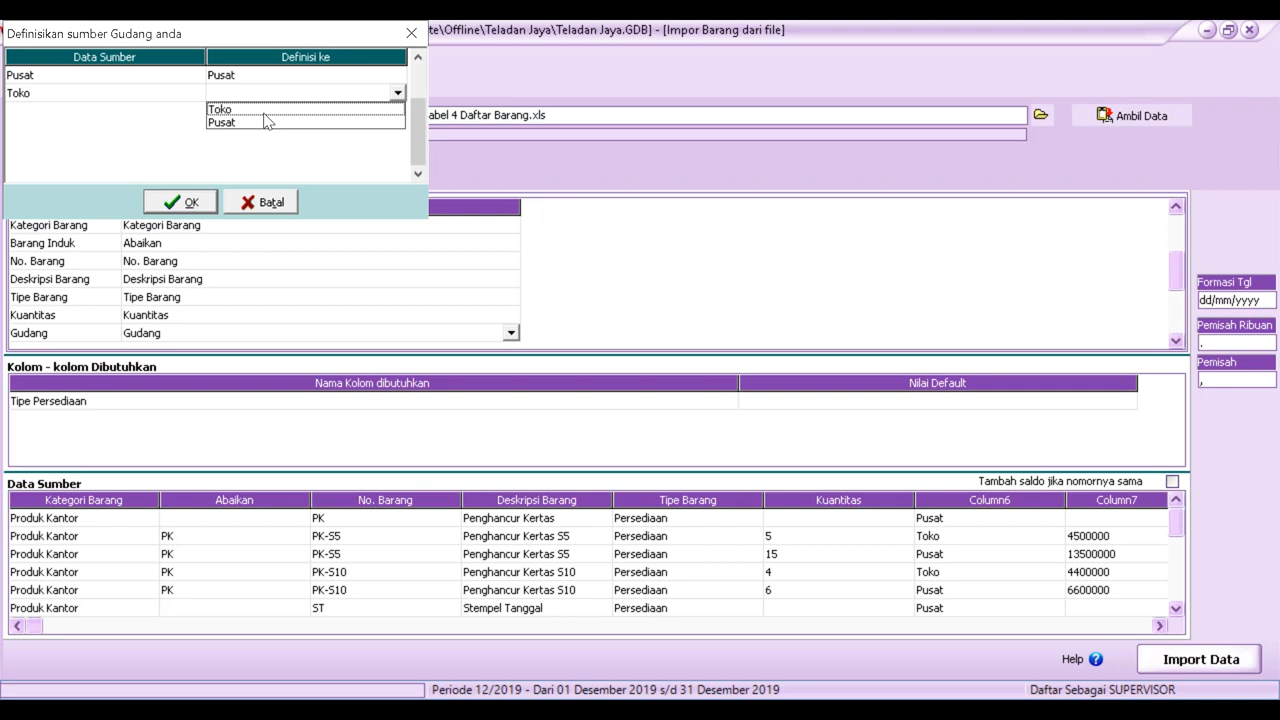 Definisikan sumber Gudang anda
te\Offline\Teladan Jaya\Teladan Jaya.GDB] - [Impor Barang dari file]
Data Sumber Definisi ke
Pusat Pusat
Toko
Toko
Pusat
abel 4 Daftar Barang.xls Ambil Data
OK Batal
Kategori Barang Kategori Barang
Barang Induk Abaikan
No. Barang No. Barang
Deskripsi Barang Deskripsi Barang
Tipe Barang Tipe Barang
Kuantitas Kuantitas
Gudang Gudang
Formasi Tgl
dd/mm/yyyy
Pemisah Ribuan
.
Pemisah
,
Kolom - kolom Dibutuhkan
Nama Kolom dibutuhkan Nilai Default
Tipe Persediaan
Data Sumber Tambah saldo jika nomornya sama
Kategori Barang Abaikan No. Barang Deskripsi Barang Tipe Barang Kuantitas Column6 Column7
Produk Kantor PK Penghancur Kertas Persediaan Pusat
Produk Kantor PK PK-S5 Penghancur Kertas S5 Persediaan 5 Toko 4500000
Produk Kantor PK PK-S5 Penghancur Kertas S5 Persediaan 15 Pusat 13500000
Produk Kantor PK PK-S10 Penghancur Kertas S10 Persediaan 4 Toko 4400000
Produk Kantor PK PK-S10 Penghancur Kertas S10 Persediaan 6 Pusat 6600000
Produk Kantor ST Stempel Tanggal Persediaan Pusat
Help ? Import Data
Periode 12/2019 - Dari 01 Desember 2019 s/d 31 Desember 2019 Daftar Sebagai SUPERVISOR